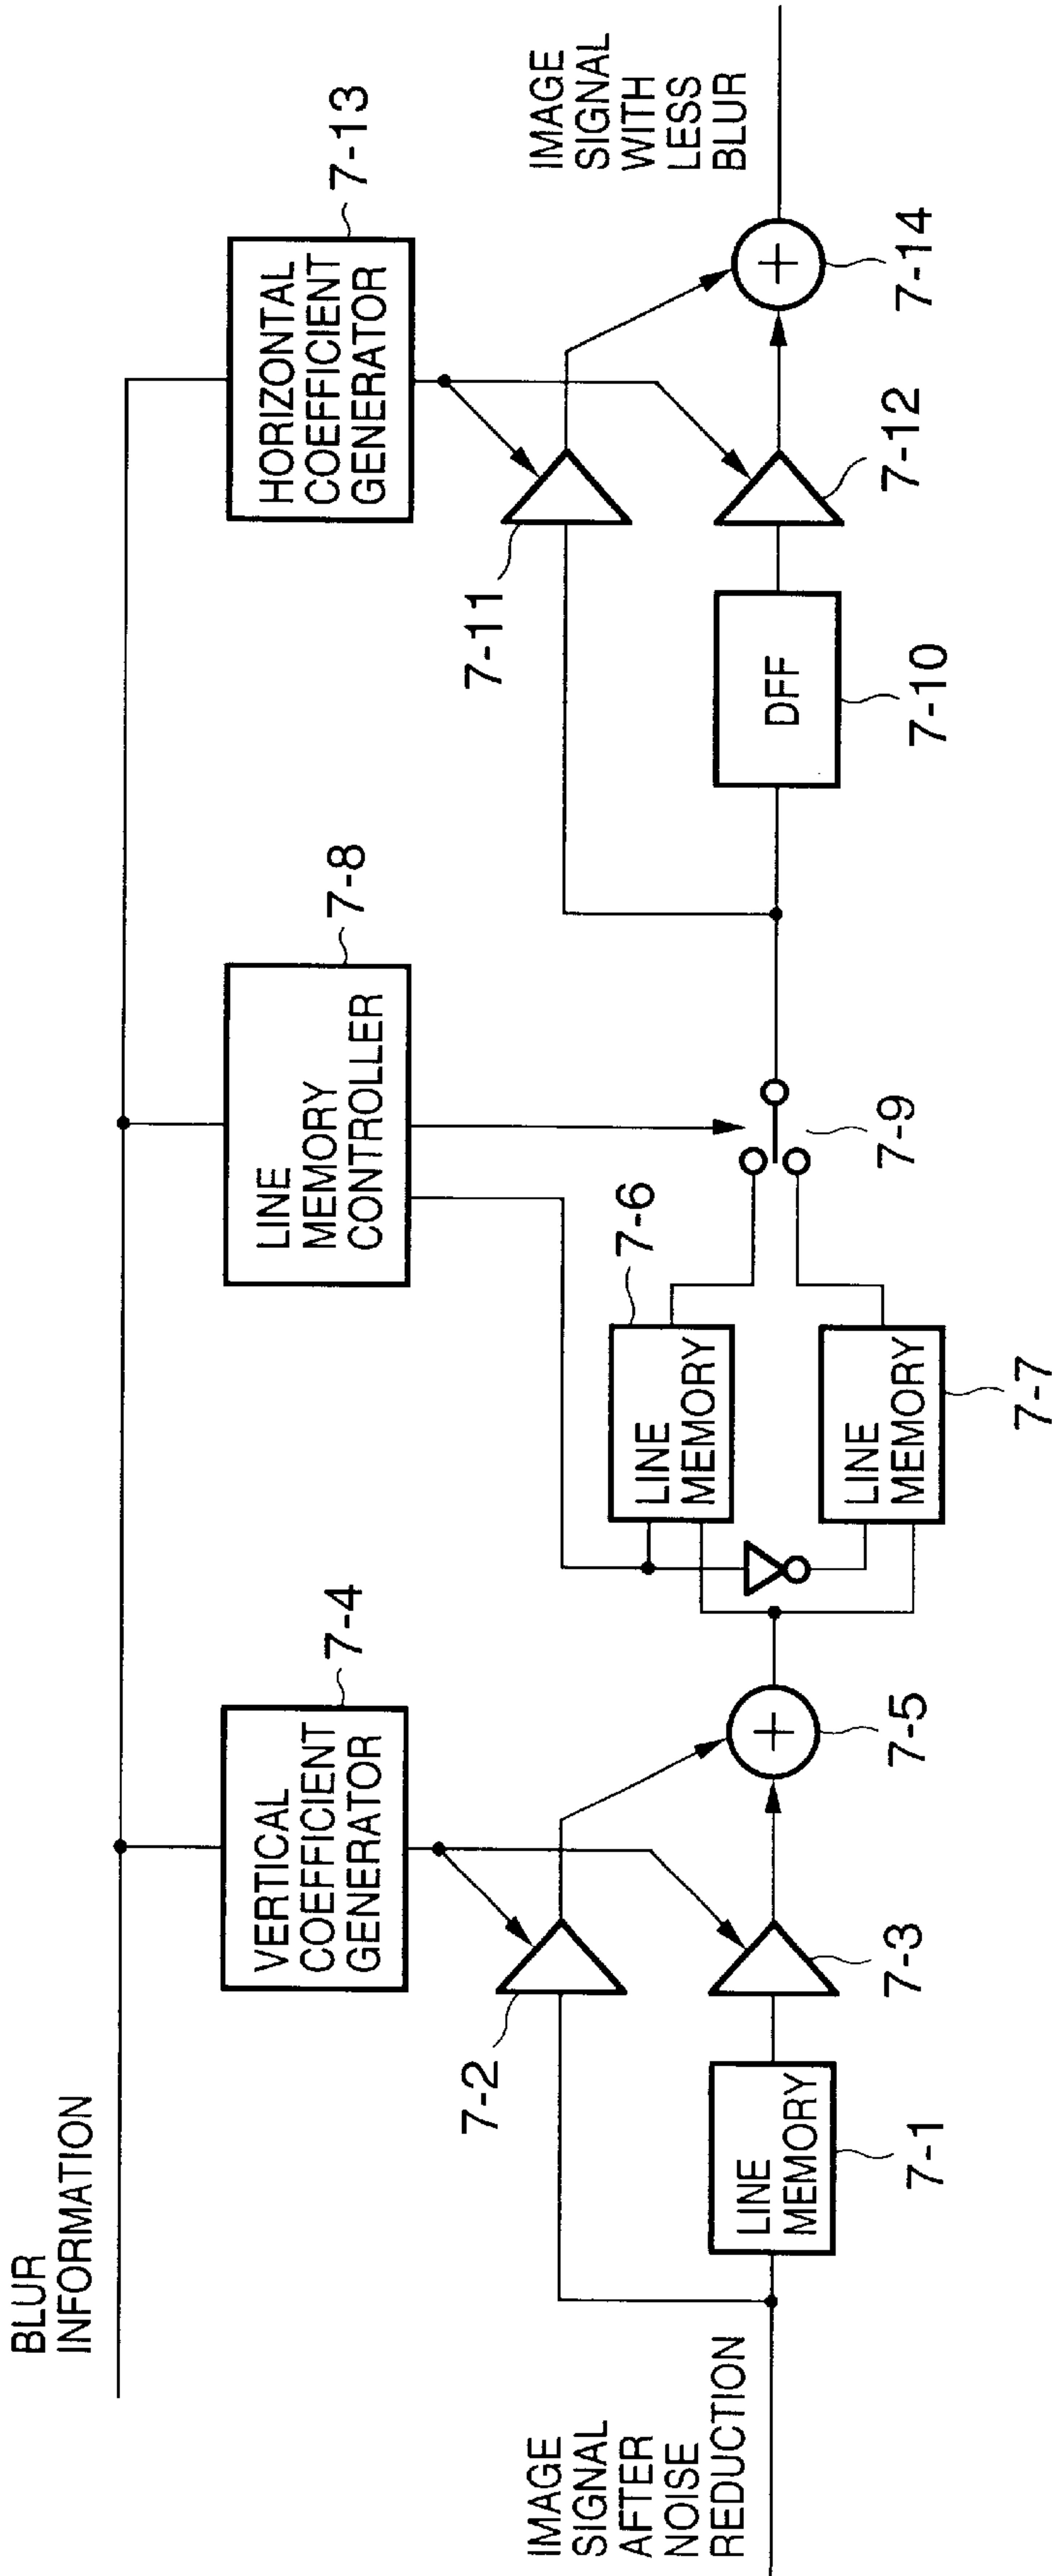 BLUR
INFORMATION
IMAGE
SIGNAL
AFTER
NOISE
REDUCTION
LINE
MEMORY
7-1
7-2
7-3
VERTICAL
COEFFICIENT
GENERATOR
7-4
7-5
LINE
MEMORY
7-6
LINE
MEMORY
7-7
LINE
MEMORY
CONTROLLER
7-8
7-9
DFF
7-10
7-11
7-12
HORIZONTAL
COEFFICIENT
GENERATOR
7-13
7-14
IMAGE
SIGNAL
WITH
LESS
BLUR